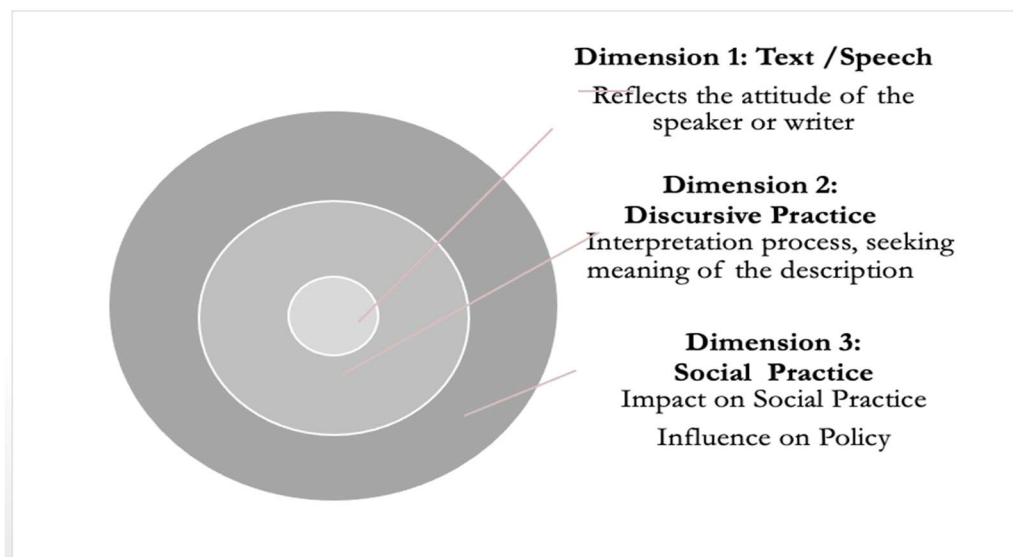 Dimension 1: Text /Speech
Reflects the attitude of the
speaker or writer
Dimension 2:
Discursive Practice
Interpretation process, seeking
meaning of the description
Dimension 3:
Social Practice
Impact on Social Practice
Influence on Policy